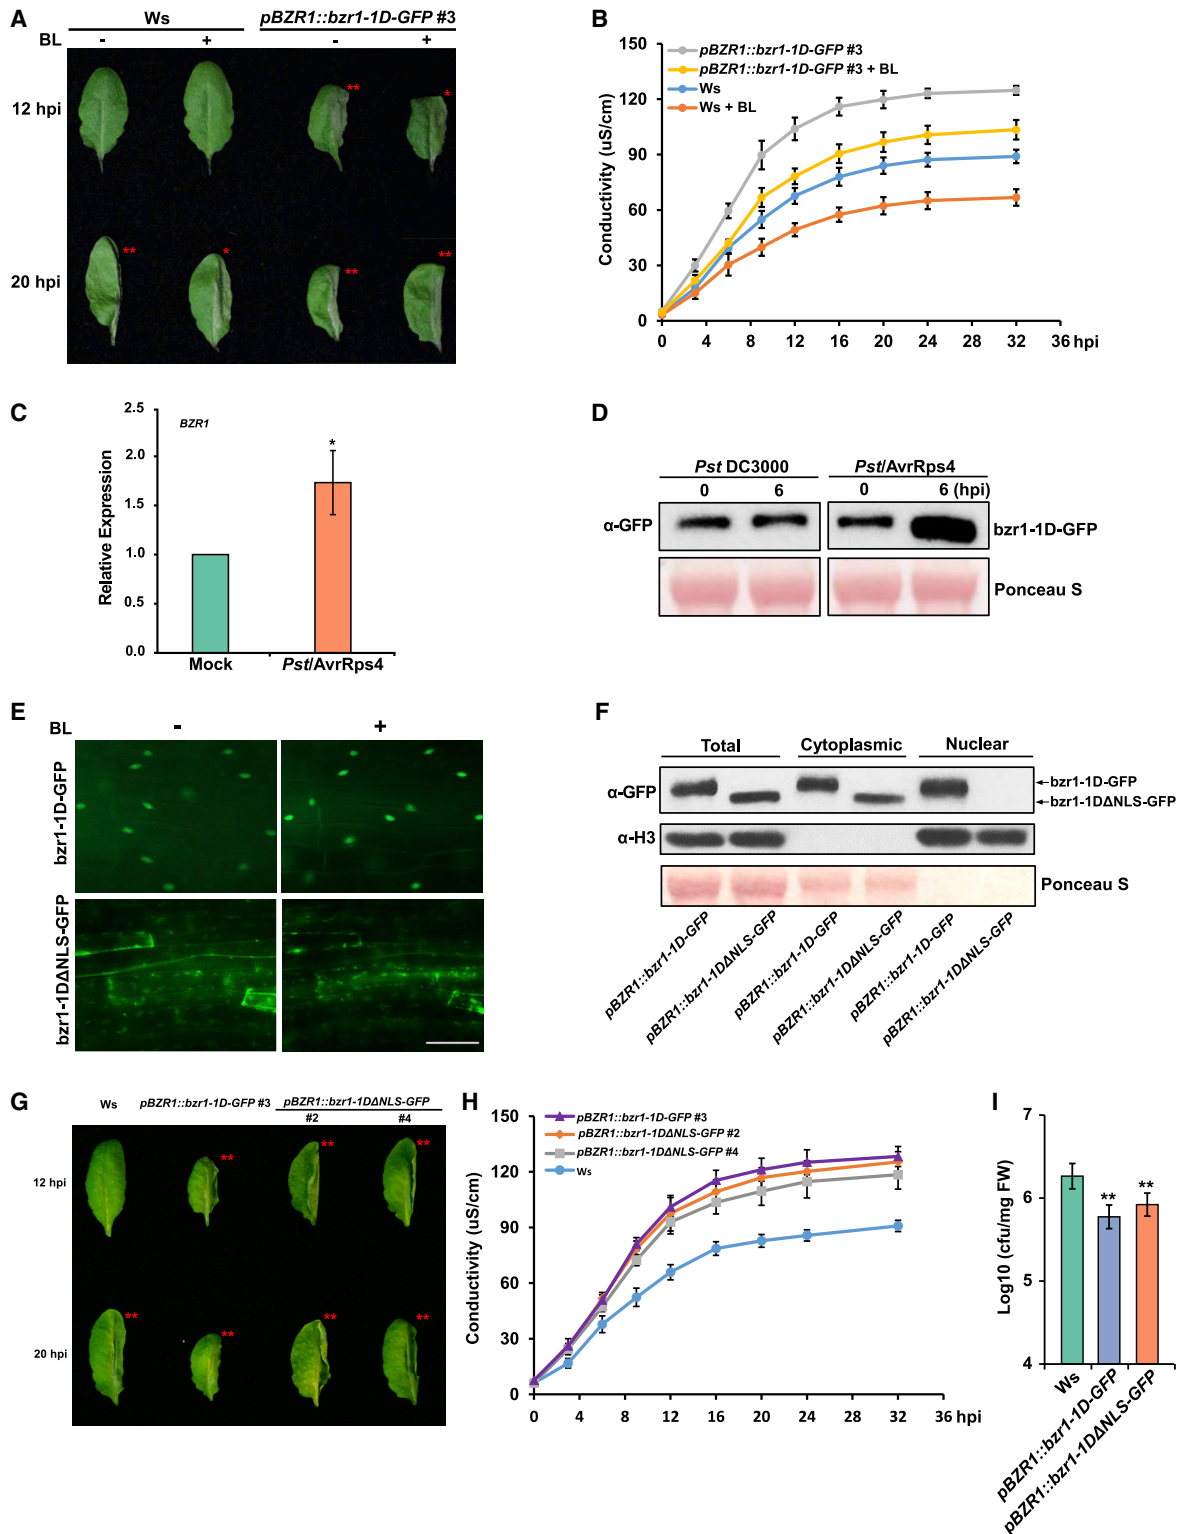 A
Ws
pBZR1::bzr1-1D-GFP #3
BL
-
+
-
+
12 hpi
**
*
20 hpi
**
*
**
**
B
150
120
90
60
30
0
Conductivity (uS/cm)
pBZR1::bzr1-1D-GFP #3
pBZR1::bzr1-1D-GFP #3 + BL
Ws
Ws + BL
0 4 8 12 16 20 24 28 32 36 hpi
C
2.5
2.0
1.5
1.0
0.5
0.0
Relative Expression
BZR1
*
Mock
Pst/AvrRps4
D
Pst DC3000
Pst/AvrRps4
0 6 0 6 (hpi)
α-GFP
bzr1-1D-GFP
Ponceau S
E
BL
-
+
bzr1-1D-GFP
bzr1-1DΔNLS-GFP
F
Total Cytoplasmic Nuclear
α-GFP
bzr1-1D-GFP
bzr1-1DΔNLS-GFP
α-H3
Ponceau S
pBZR1::bzr1-1D-GFP
pBZR1::bzr1-1DΔNLS-GFP
pBZR1::bzr1-1D-GFP
pBZR1::bzr1-1DΔNLS-GFP
pBZR1::bzr1-1D-GFP
pBZR1::bzr1-1DΔNLS-GFP
G
Ws
pBZR1::bzr1-1D-GFP #3
pBZR1::bzr1-1DΔNLS-GFP
#2
#4
12 hpi
**
**
**
20 hpi
**
**
**
**
H
150
120
90
60
30
0
Conductivity (uS/cm)
pBZR1::bzr1-1D-GFP #3
pBZR1::bzr1-1DΔNLS-GFP #2
pBZR1::bzr1-1DΔNLS-GFP #4
Ws
0 4 8 12 16 20 24 28 32 36 hpi
I
7
6
5
4
Log10 (cfu/mg FW)
**
**
Ws
pBZR1::bzr1-1D-GFP
pBZR1::bzr1-1DΔNLS-GFP